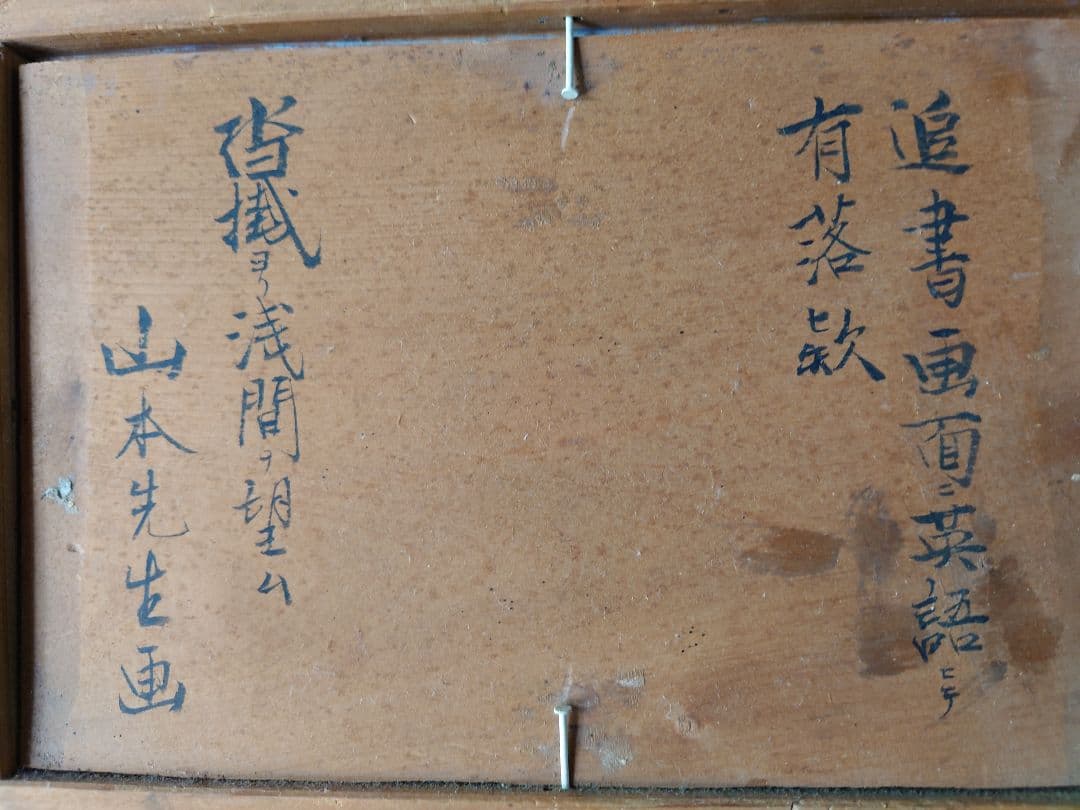 追書画面ニ英語ニテ
有落欵
沓掛ヨリ浅間ヲ望ム
山本先生画